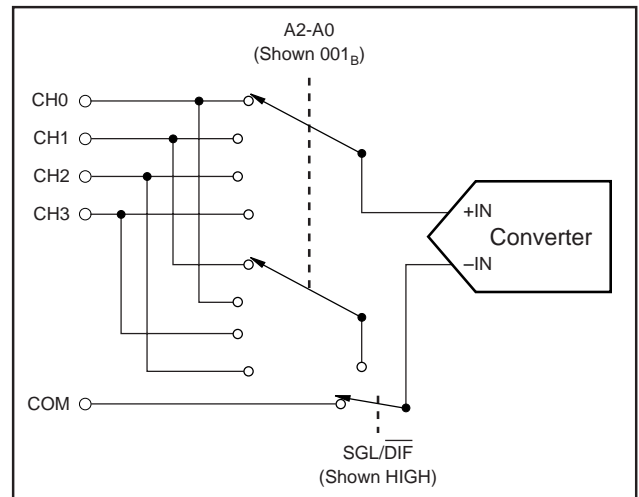 A2-A0
(Shown 001B)
CH0
CH1
CH2
CH3
+IN
Converter
–IN
COM
SGL/DIF
(Shown HIGH)